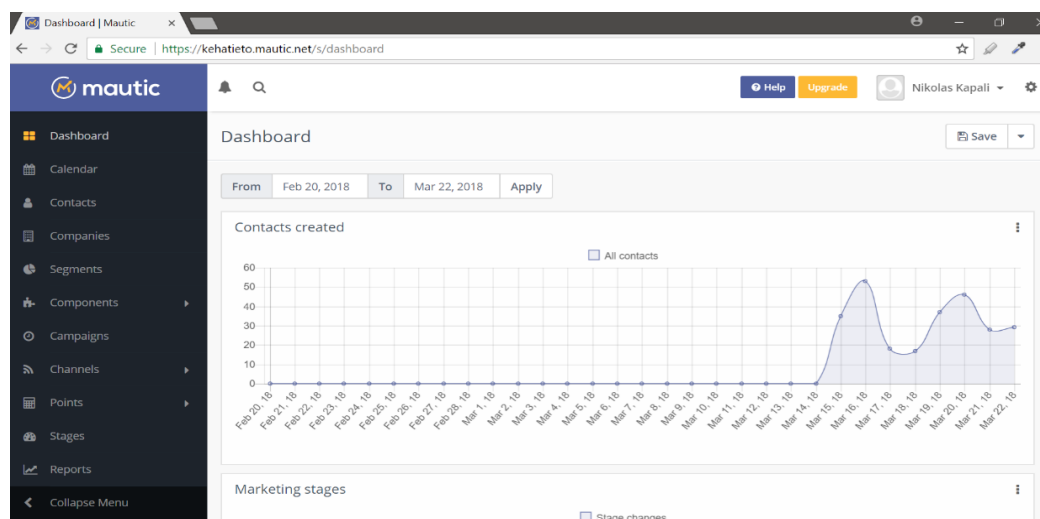 Dashboard | Mautic
Secure | https://kehatieto.mautic.net/s/dashboard
mautic
Help
Upgrade
Nikolas Kapali
Dashboard
Calendar
Contacts
Companies
Segments
Components
Campaigns
Channels
Points
Stages
Reports
Collapse Menu
Dashboard
Save
From Feb 20, 2018 To Mar 22, 2018 Apply
Contacts created
All contacts
60
50
40
30
20
10
0
Feb 20, 18
Feb 21, 18
Feb 22, 18
Feb 23, 18
Feb 24, 18
Feb 25, 18
Feb 26, 18
Feb 27, 18
Feb 28, 18
Mar 1, 18
Mar 2, 18
Mar 3, 18
Mar 4, 18
Mar 5, 18
Mar 6, 18
Mar 7, 18
Mar 8, 18
Mar 9, 18
Mar 10, 18
Mar 11, 18
Mar 12, 18
Mar 13, 18
Mar 14, 18
Mar 15, 18
Mar 16, 18
Mar 17, 18
Mar 18, 18
Mar 19, 18
Mar 20, 18
Mar 21, 18
Mar 22, 18
Marketing stages
Stage changes